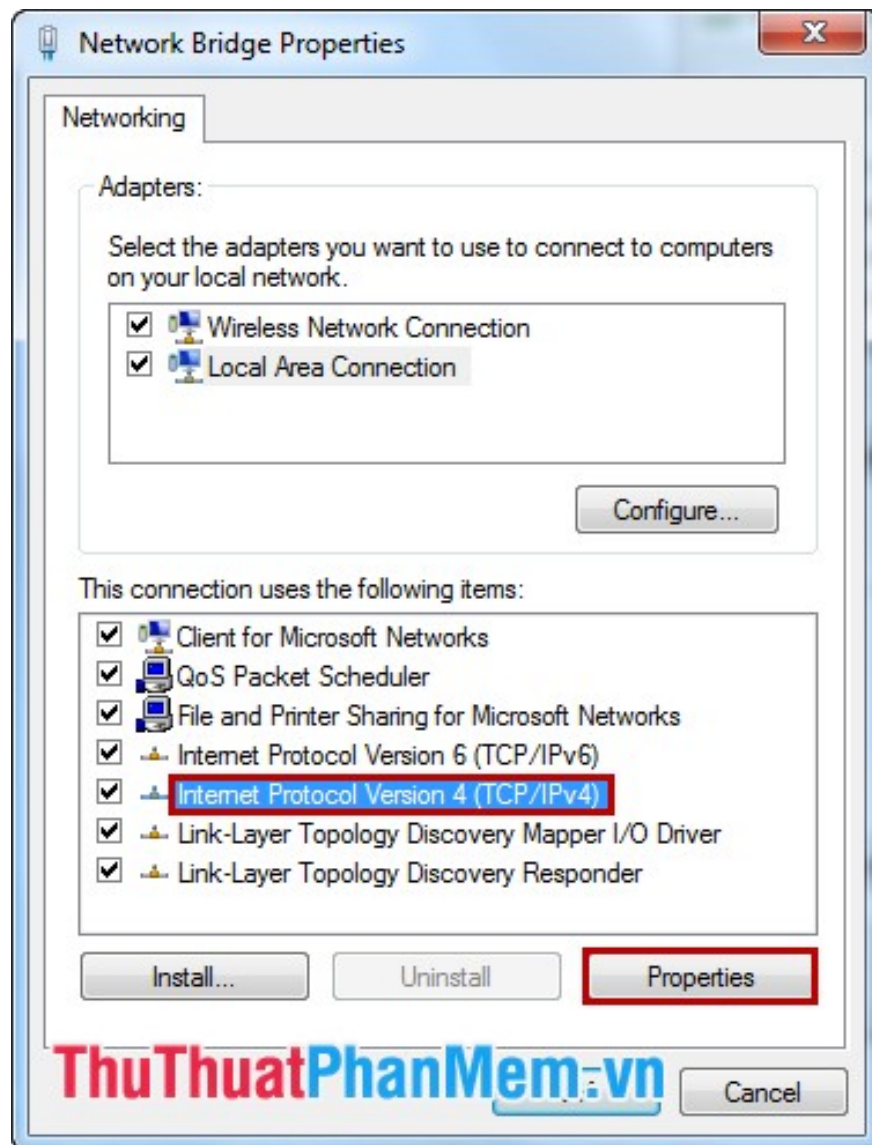 Network Bridge Properties
Networking
Adapters:
Select the adapters you want to use to connect to computers
on your local network.
Wireless Network Connection
Local Area Connection
Configure...
This connection uses the following items:
Client for Microsoft Networks
QoS Packet Scheduler
File and Printer Sharing for Microsoft Networks
Internet Protocol Version 6 (TCP/IPv6)
Internet Protocol Version 4 (TCP/IPv4)
Link-Layer Topology Discovery Mapper I/O Driver
Link-Layer Topology Discovery Responder
Install...
Uninstall
Properties
ThuThuatPhanMem.vn
Cancel